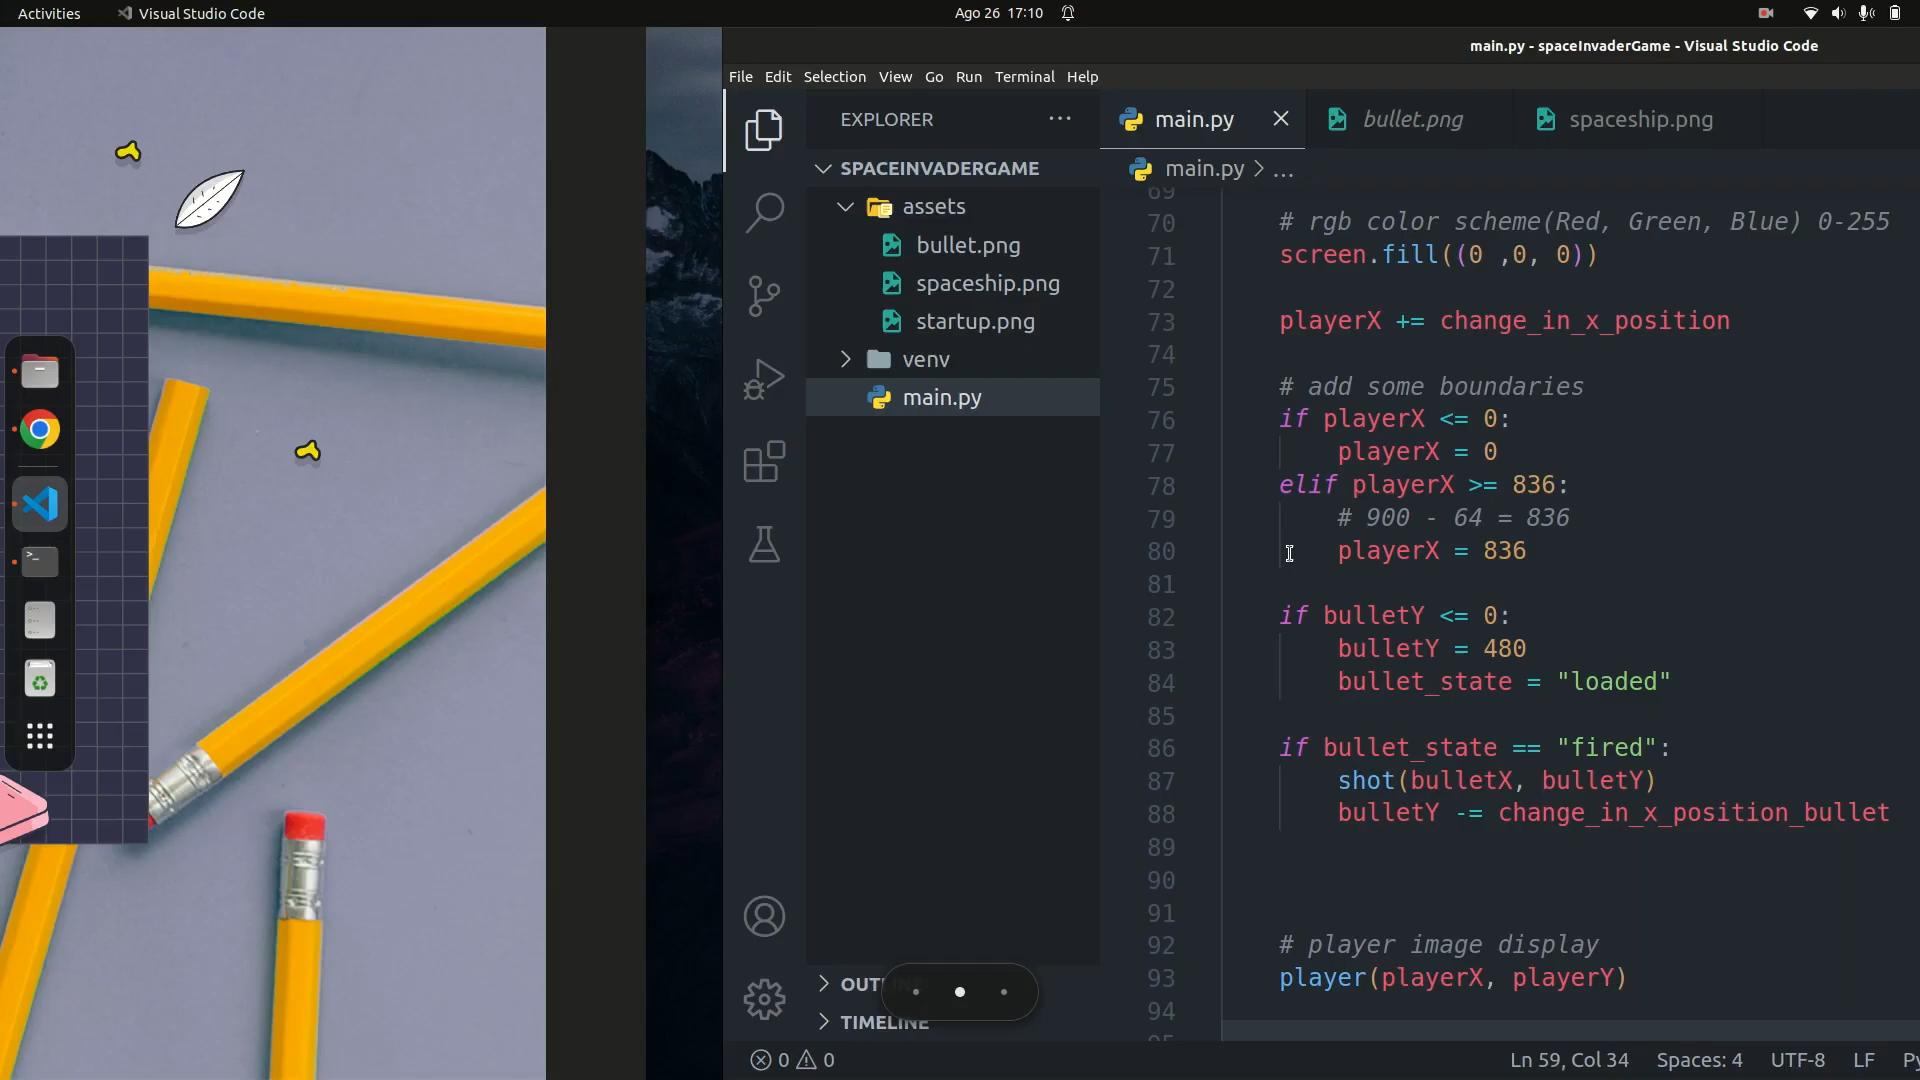 Activities
Visual Studio Code
Ago 26 17:10
main.py - spaceInvaderGame - Visual Studio Code
File Edit Selection View Go Run Terminal Help
EXPLORER
main.py
bullet.png
spaceship.png
SPACEINVADERGAME
main.py > ...
assets
bullet.png
spaceship.png
startup.png
venv
main.py
69
70 # rgb color scheme(Red, Green, Blue) 0-255
71 screen.fill((0 ,0, 0))
72
73 playerX += change_in_x_position
74
75 # add some boundaries
76 if playerX <= 0:
77 playerX = 0
78 elif playerX >= 836:
79 # 900 - 64 = 836
80 playerX = 836
81
82 if bulletY <= 0:
83 bulletY = 480
84 bullet_state = "loaded"
85
86 if bullet_state == "fired":
87 shot(bulletX, bulletY)
88 bulletY -= change_in_x_position_bullet
89
90
91
92 # player image display
93 player(playerX, playerY)
94
TIMELINE
0 0
Ln 59, Col 34 Spaces: 4 UTF-8 LF